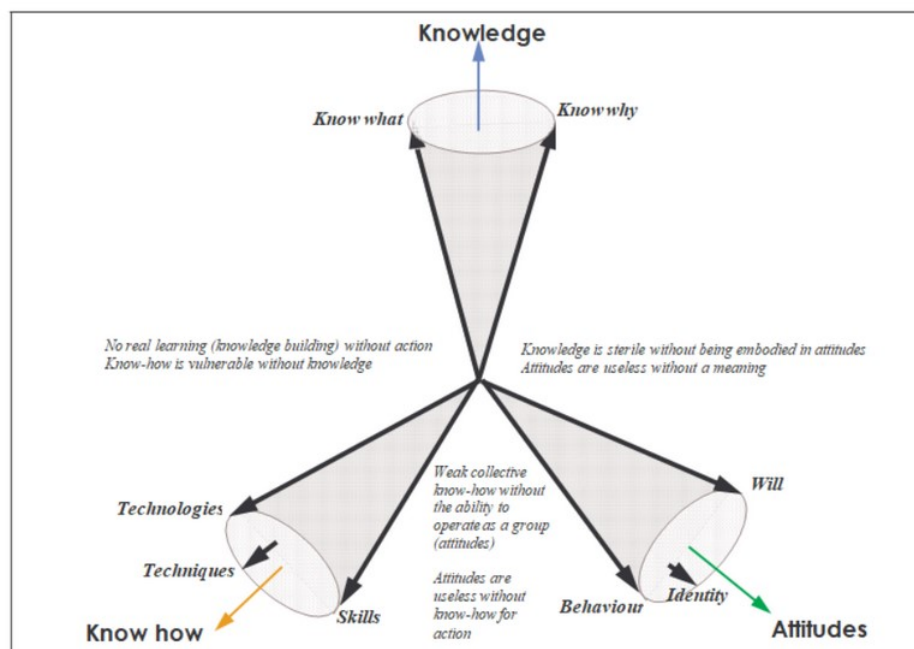 Knowledge
Know what
Know why
No real learning (knowledge building) without action
Know-how is vulnerable without knowledge
Knowledge is sterile without being embodied in attitudes
Attitudes are useless without a meaning
Weak collective
know-how without
the ability to
operate as a group
(attitudes)
Attitudes are
useless without
know-how for
action
Technologies
Techniques
Skills
Know how
Will
Identity
Behaviour
Attitudes